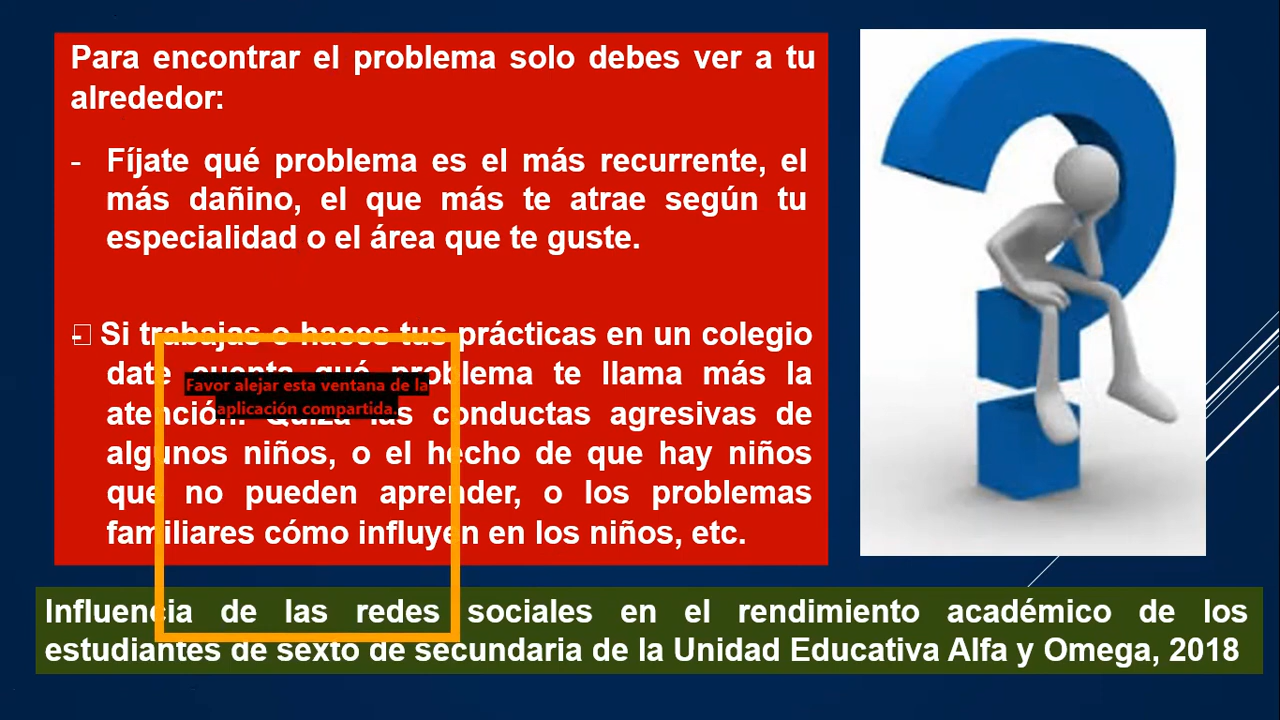 Para encontrar el problema solo debes ver a tu
alrededor:
- Fíjate qué problema es el más recurrente, el
más dañino, el que más te atrae según tu
especialidad o el área que te guste.
- Si trabajas o haces tus prácticas en un colegio
date cuenta qué problema te llama más la
Favor alejar esta ventana de la
aplicación compartida.
atención. Quizá las conductas agresivas de
algunos niños, o el hecho de que hay niños
que no pueden aprender, o los problemas
familiares cómo influyen en los niños, etc.
Influencia de las redes sociales en el rendimiento académico de los
estudiantes de sexto de secundaria de la Unidad Educativa Alfa y Omega, 2018